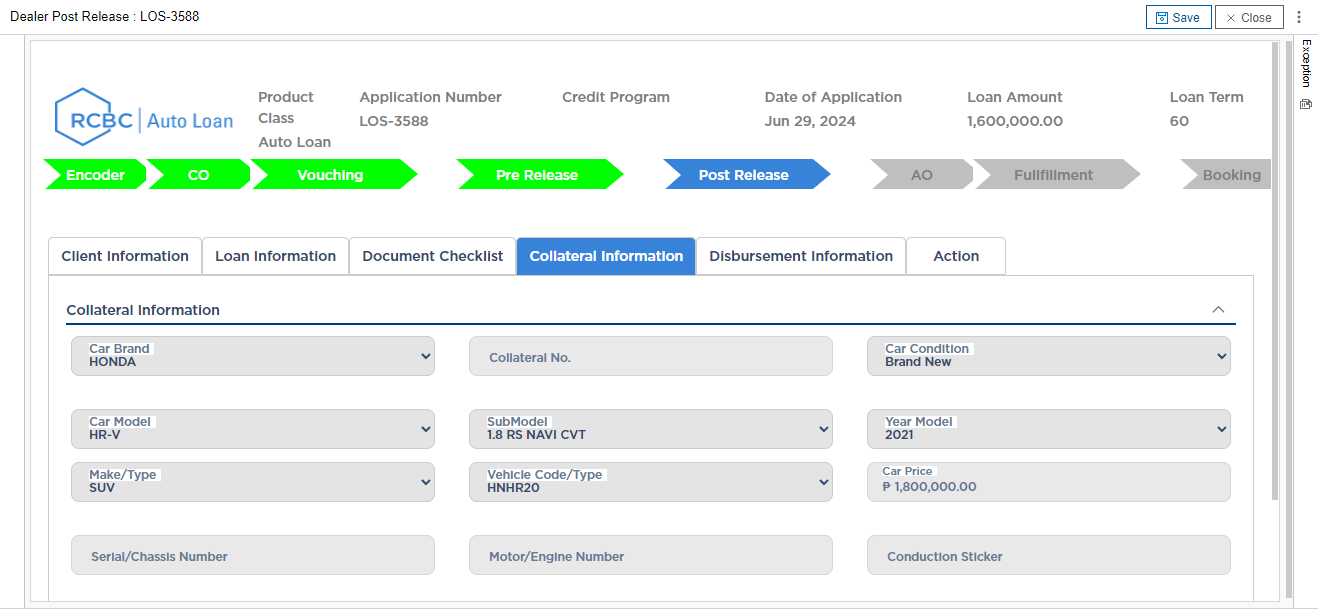 Dealer Post Release : LOS-3588
Save
Close
Exception
RCBC | Auto Loan
Product Class
Auto Loan
Application Number
LOS-3588
Credit Program
Date of Application
Jun 29, 2024
Loan Amount
1,600,000.00
Loan Term
60
Encoder
CO
Vouching
Pre Release
Post Release
AO
Fullfillment
Booking
Client Information
Loan Information
Document Checklist
Collateral Information
Disbursement Information
Action
Collateral Information
Car Brand
HONDA
Collateral No.
Car Condition
Brand New
Car Model
HR-V
SubModel
1.8 RS NAVI CVT
Year Model
2021
Make/Type
SUV
Vehicle Code/Type
HNHR20
Car Price
₱ 1,800,000.00
Serial/Chassis Number
Motor/Engine Number
Conduction Sticker